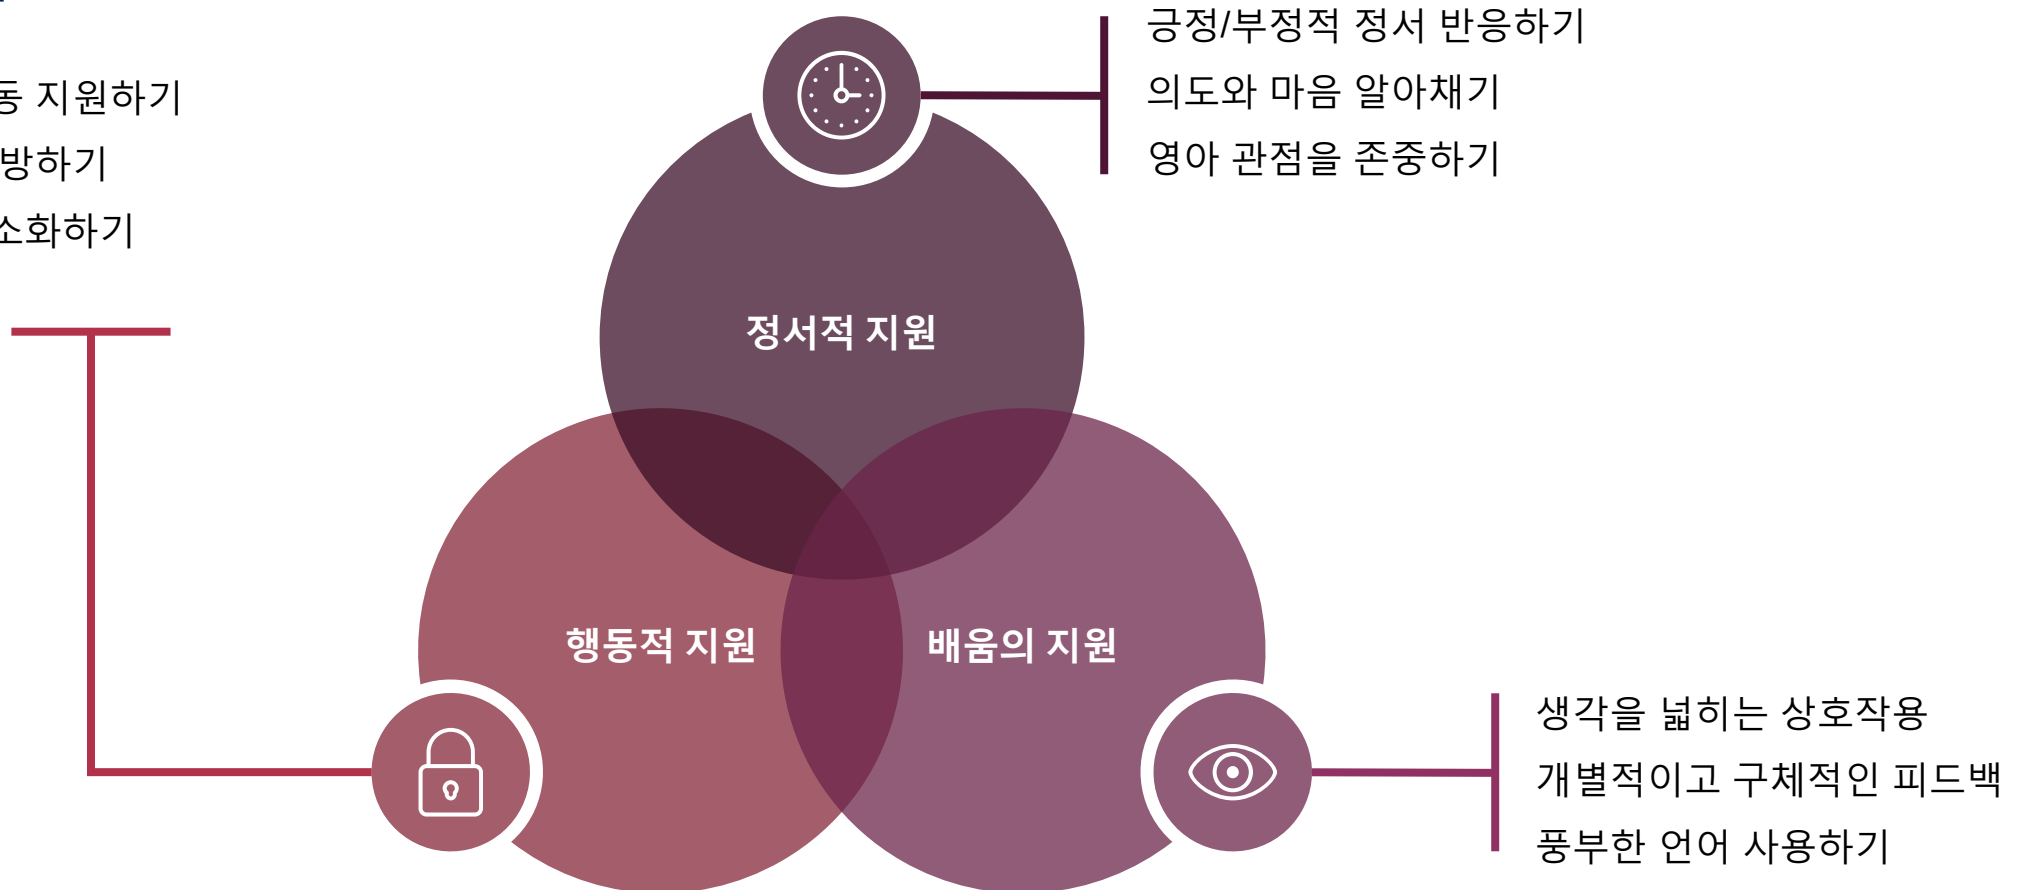 긍정/부정적 정서 반응하기
의도와 마음 알아채기
영아 관점을 존중하기
동 지원하기
방하기
소화하기
정서적 지원
행동적 지원
배움의 지원
생각을 넓히는 상호작용
개별적이고 구체적인 피드백
풍부한 언어 사용하기